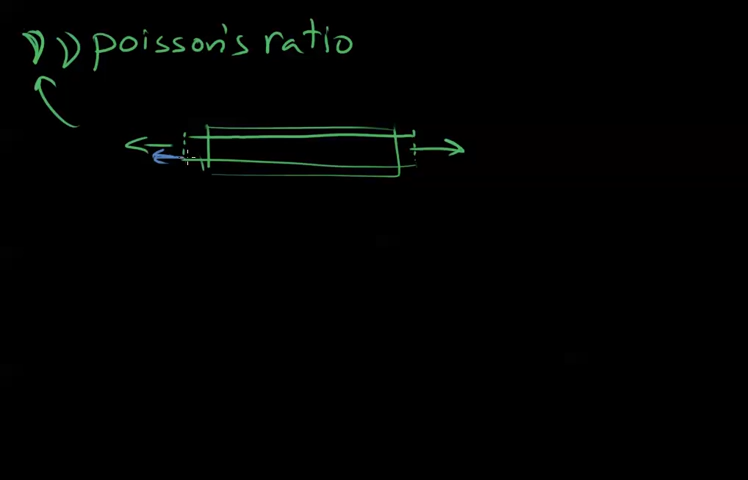 ν ν poisson's ratio